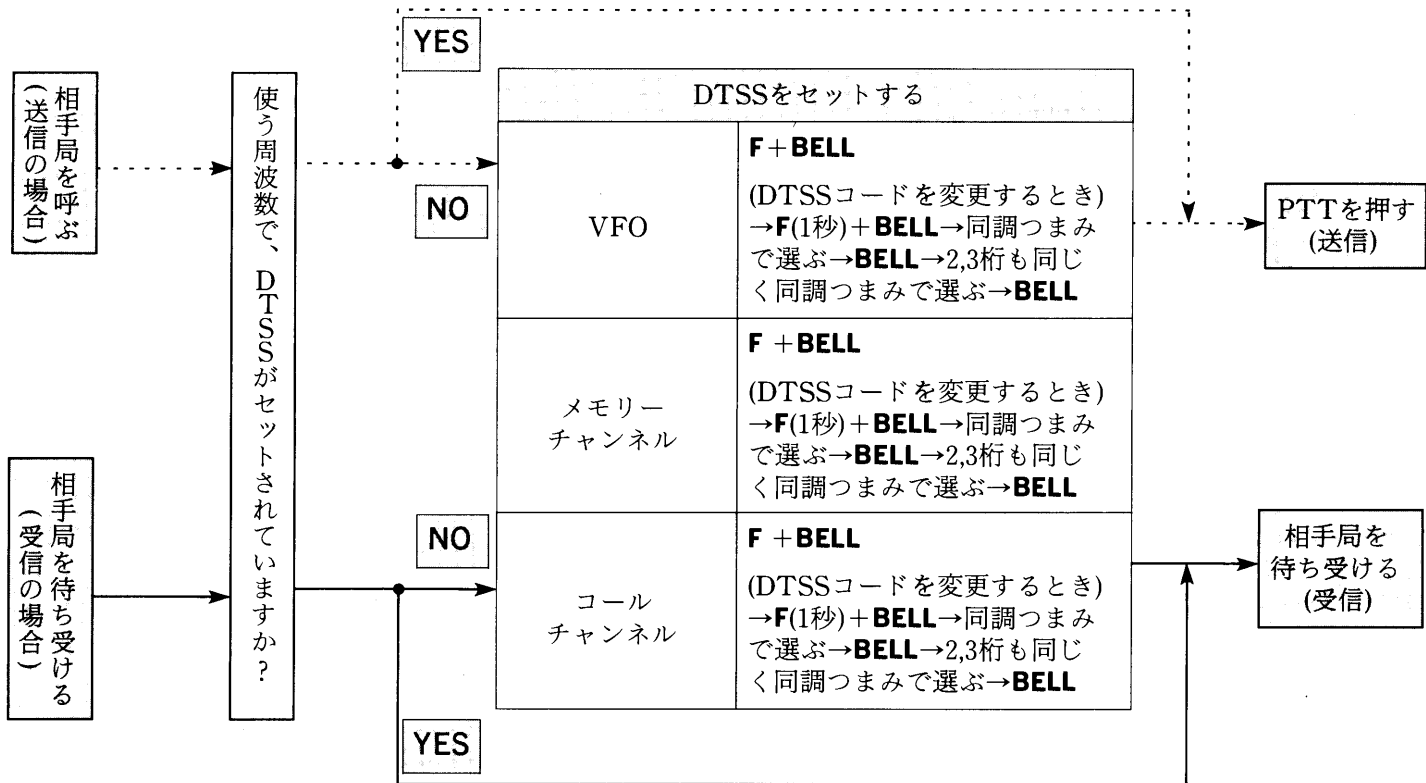 相手局を呼ぶ
(送信の場合)
相手局を待ち受ける
(受信の場合)
使う周波数で、DTSSがセットされていますか?
YES
NO
NO
YES
DTSSをセットする
VFO
F+BELL
(DTSSコードを変更するとき)
→F(1秒)+BELL→同調つまみ
で選ぶ→BELL→2,3桁も同じ
く同調つまみで選ぶ→BELL
メモリー
チャンネル
F +BELL
(DTSSコードを変更するとき)
→F(1秒)+BELL→同調つまみ
で選ぶ→BELL→2,3桁も同じ
く同調つまみで選ぶ→BELL
コール
チャンネル
F +BELL
(DTSSコードを変更するとき)
→F(1秒)+BELL→同調つまみ
で選ぶ→BELL→2,3桁も同じ
く同調つまみで選ぶ→BELL
PTTを押す
(送信)
相手局を
待ち受ける
(受信)